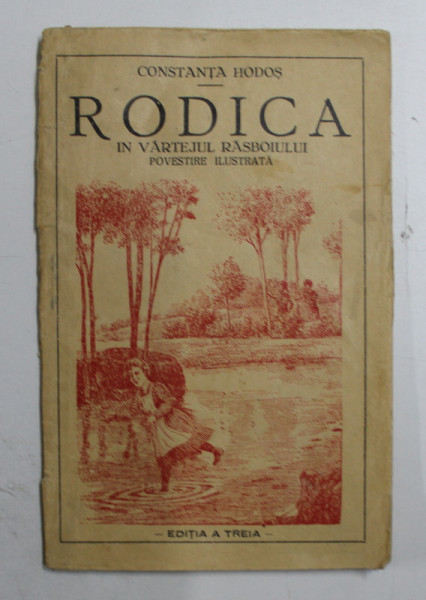 CONSTANȚA HODOȘ
RODICA
IN VÂRTEJUL RĂSBOIULUI
POVESTIRE ILUSTRATĂ
– EDIȚIA A TREIA –